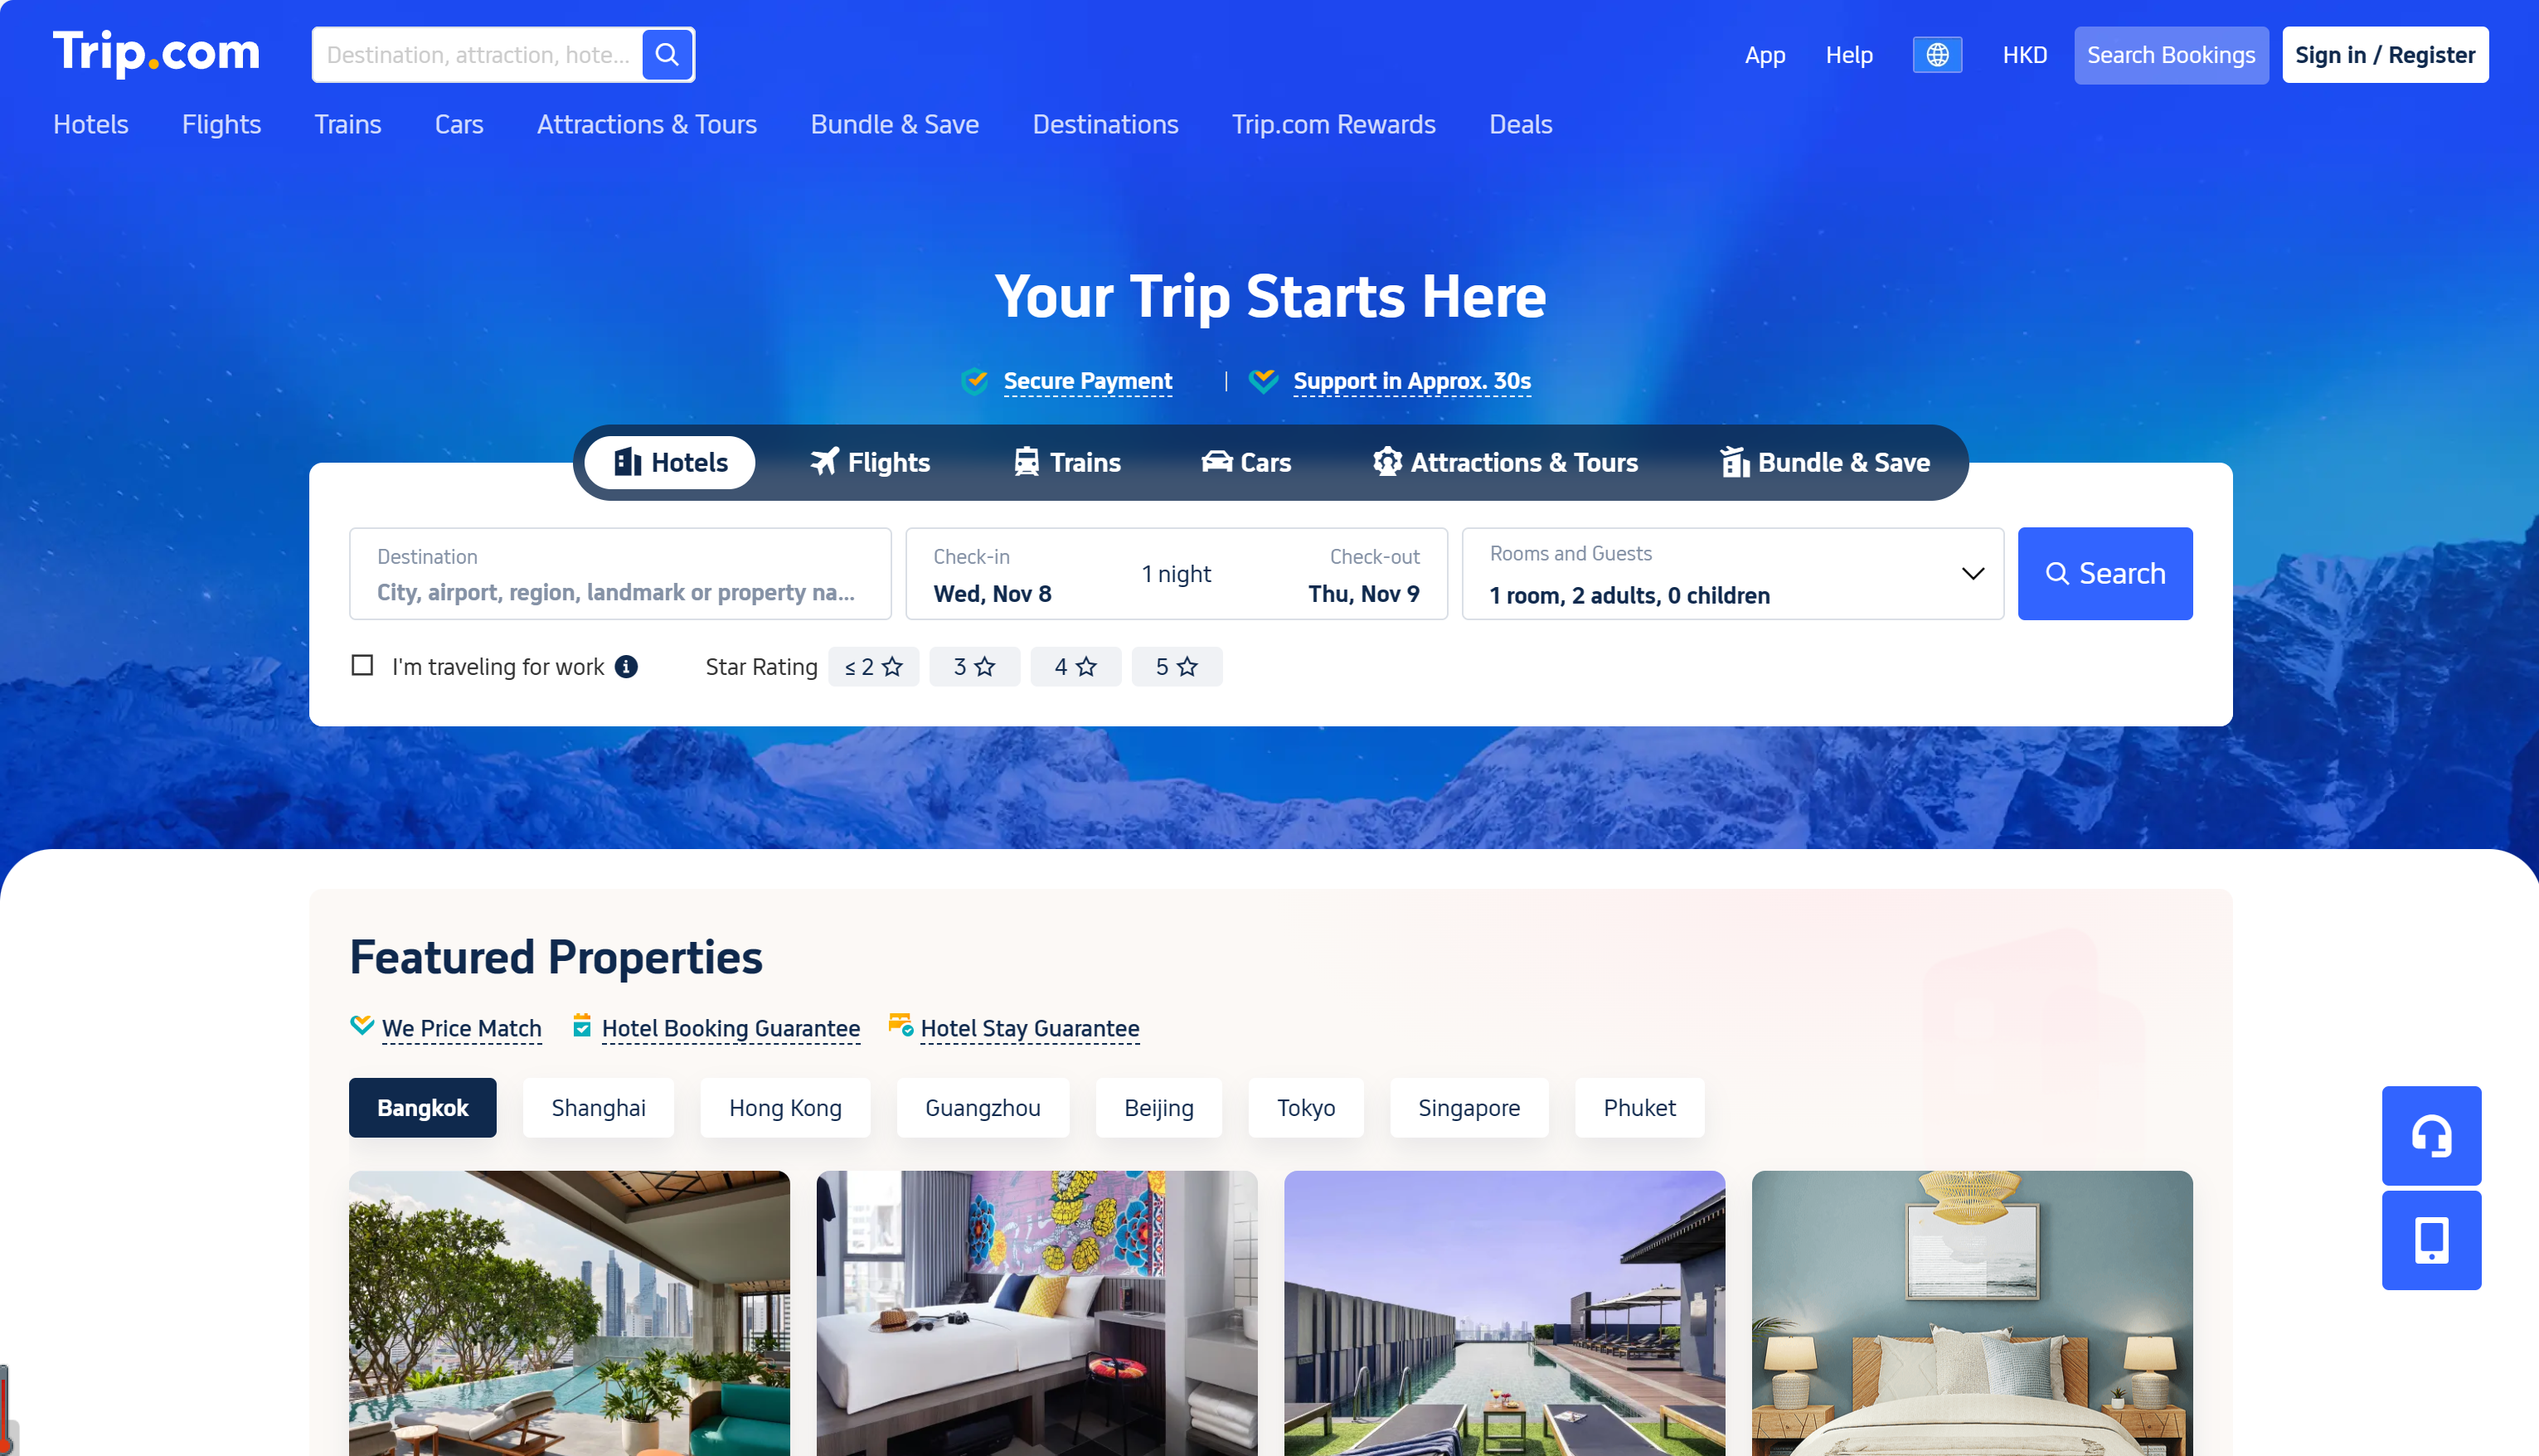 Trip.com
Destination, attraction, hote...
App
Help
HKD
Search Bookings
Sign in / Register
Hotels
Flights
Trains
Cars
Attractions & Tours
Bundle & Save
Destinations
Trip.com Rewards
Deals
Your Trip Starts Here
Secure Payment
Support in Approx. 30s
Hotels
Flights
Trains
Cars
Attractions & Tours
Bundle & Save
Destination
City, airport, region, landmark or property na...
Check-in
Wed, Nov 8
1 night
Check-out
Thu, Nov 9
Rooms and Guests
1 room, 2 adults, 0 children
Search
I'm traveling for work
Star Rating
≤ 2
3
4
5
Featured Properties
We Price Match
Hotel Booking Guarantee
Hotel Stay Guarantee
Bangkok
Shanghai
Hong Kong
Guangzhou
Beijing
Tokyo
Singapore
Phuket